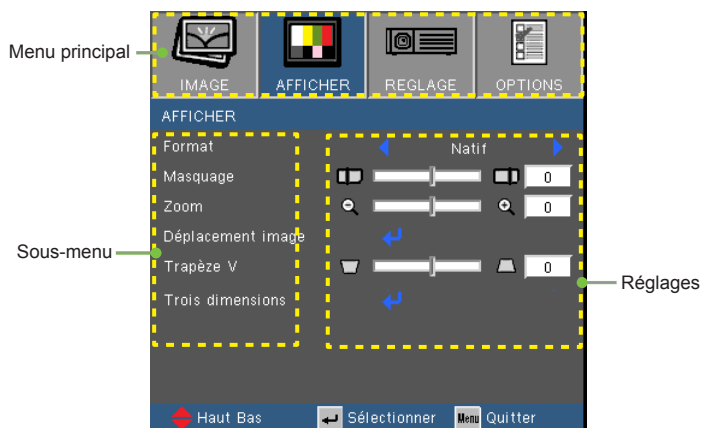 Menu principal
IMAGE AFFICHER REGLAGE OPTIONS
AFFICHER
Format Natif
Masquage 0
Zoom 0
Déplacement image
Sous-menu
Trapèze V 0
Réglages
Trois dimensions
Haut Bas Sélectionner Menu Quitter